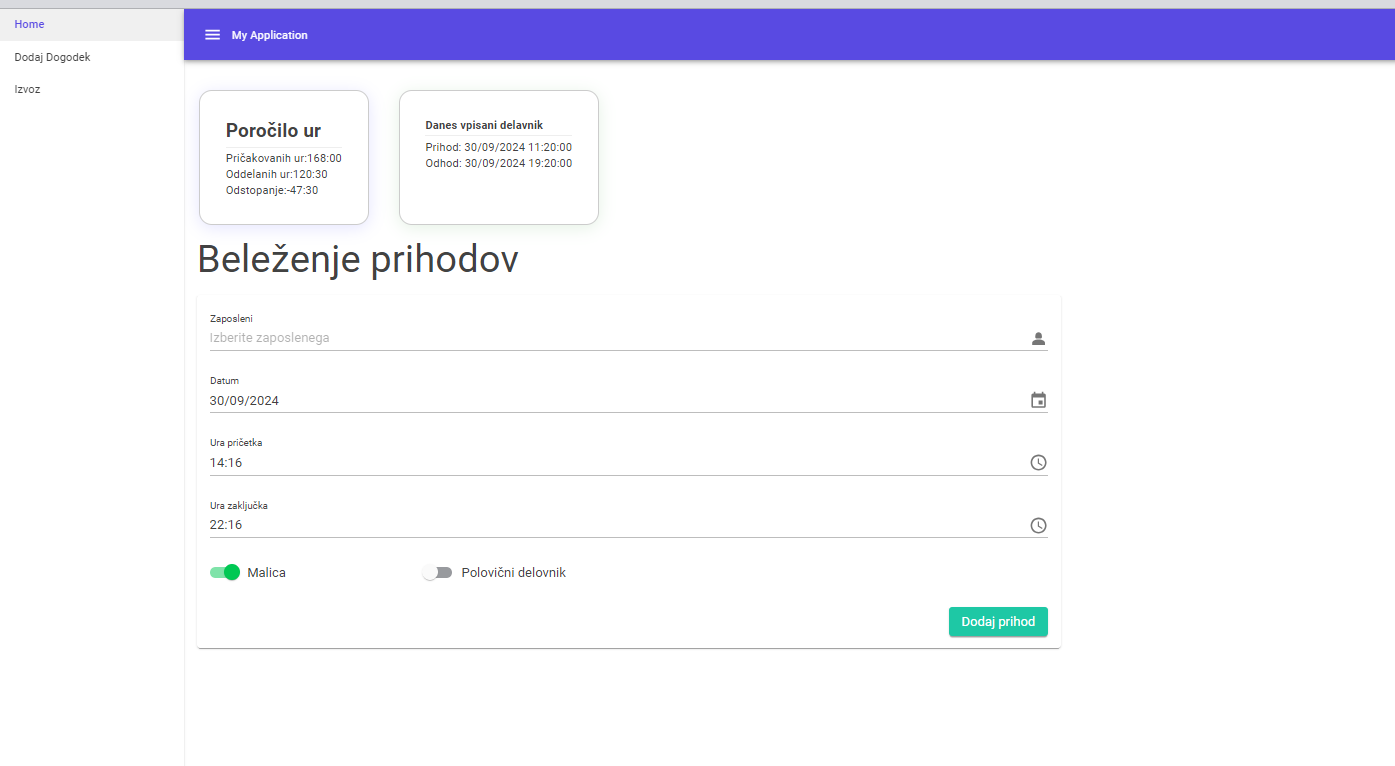 Home
Dodaj Dogodek
Izvoz
My Application
Poročilo ur
Pričakovanih ur:168:00
Oddelanih ur:120:30
Odstopanje:-47:30
Danes vpisani delavnik
Prihod: 30/09/2024 11:20:00
Odhod: 30/09/2024 19:20:00
Beleženje prihodov
Zaposleni
Izberite zaposlenega
Datum
30/09/2024
Ura pričetka
14:16
Ura zaključka
22:16
Malica
Polovični delovnik
Dodaj prihod